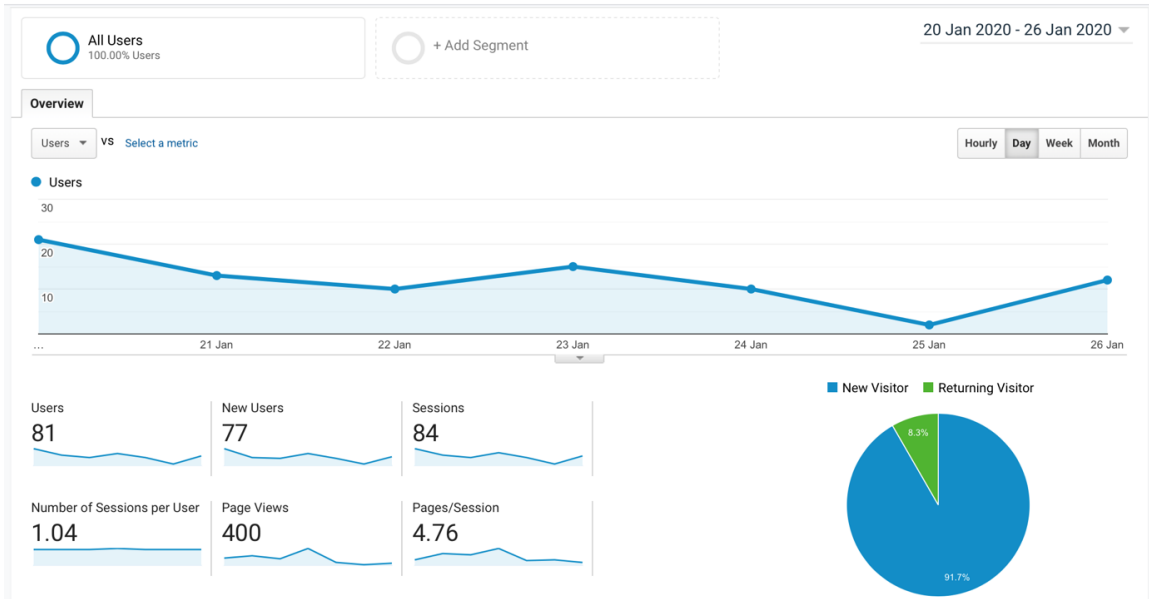 All Users
100.00% Users
+ Add Segment
20 Jan 2020 - 26 Jan 2020
Overview
Users
VS
Select a metric
Hourly
Day
Week
Month
Users
30
20
10
...
21 Jan
22 Jan
23 Jan
24 Jan
25 Jan
26 Jan
New Visitor
Returning Visitor
Users
81
New Users
77
Sessions
84
Number of Sessions per User
1.04
Page Views
400
Pages/Session
4.76
8.3%
91.7%